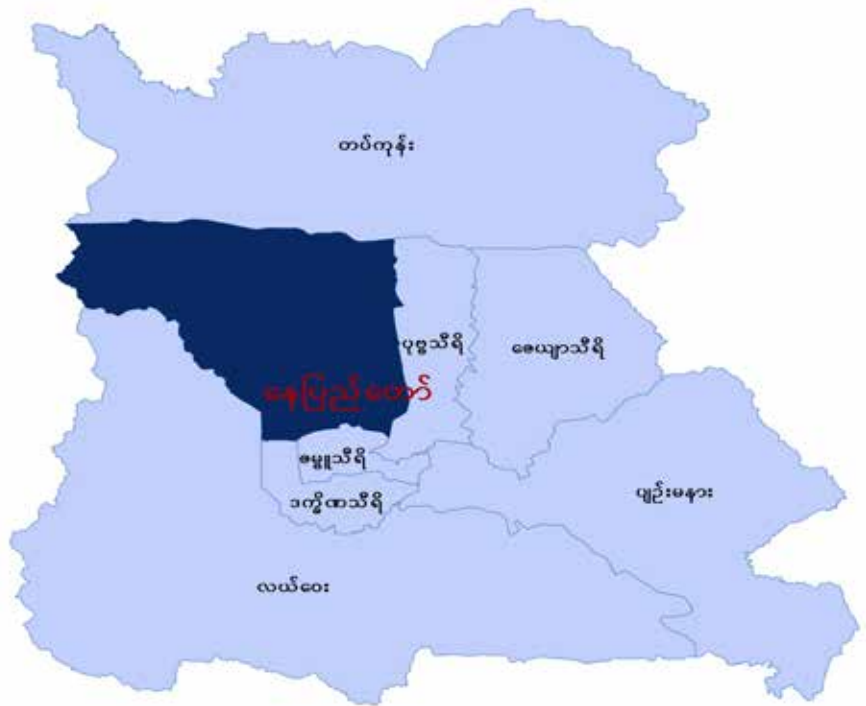 တပ်ကုန်း
ပုဗ္ဗသီရိ
ဇေယျာသီရိ
နေပြည်တော်
ဇမ္ဗူသီရိ
ဒက္ခိဏသီရိ
ပျဉ်းမနား
လယ်ဝေး